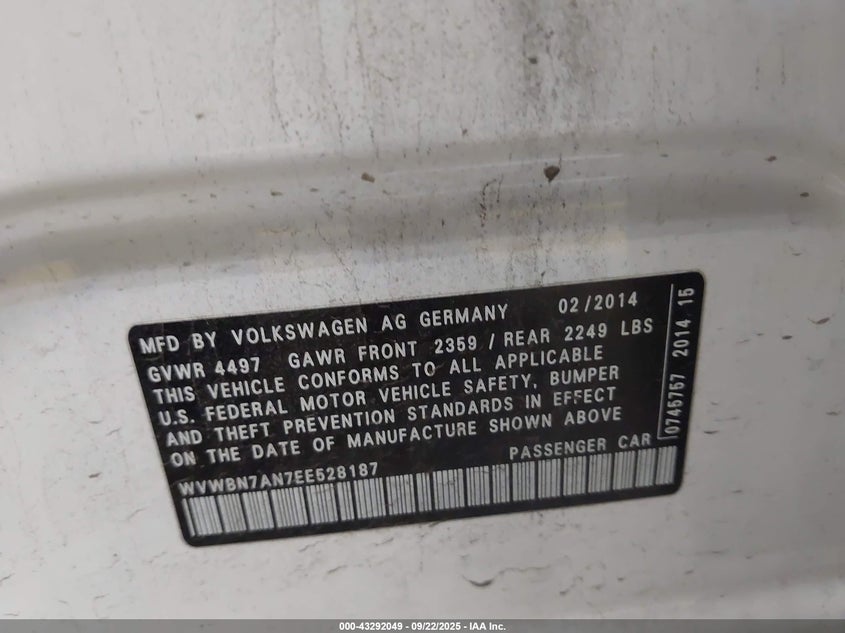 MFD BY VOLKSWAGEN AG GERMANY 02/2014
GVWR 4497 GAWR FRONT 2359 / REAR 2249 LBS
THIS VEHICLE CONFORMS TO ALL APPLICABLE
U.S. FEDERAL MOTOR VEHICLE SAFETY, BUMPER
AND THEFT PREVENTION STANDARDS IN EFFECT
ON THE DATE OF MANUFACTURE SHOWN ABOVE
PASSENGER CAR
WVWBN7AN7EE528187
0745757 2014 15
000-43292049 - 09/22/2025 - IAA Inc.